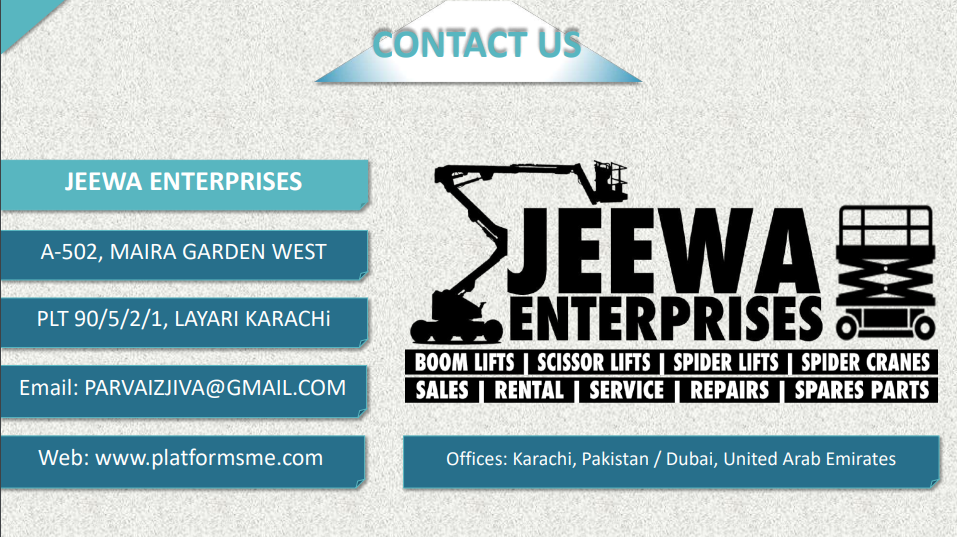 CONTACT US
JEEWA ENTERPRISES
A-502, MAIRA GARDEN WEST
PLT 90/5/2/1, LAYARI KARACHi
Email: PARVAIZJIVA@GMAIL.COM
Web: www.platformsme.com
JEEWA
ENTERPRISES
BOOM LIFTS | SCISSOR LIFTS | SPIDER LIFTS | SPIDER CRANES
SALES | RENTAL | SERVICE | REPAIRS | SPARES PARTS
Offices: Karachi, Pakistan / Dubai, United Arab Emirates